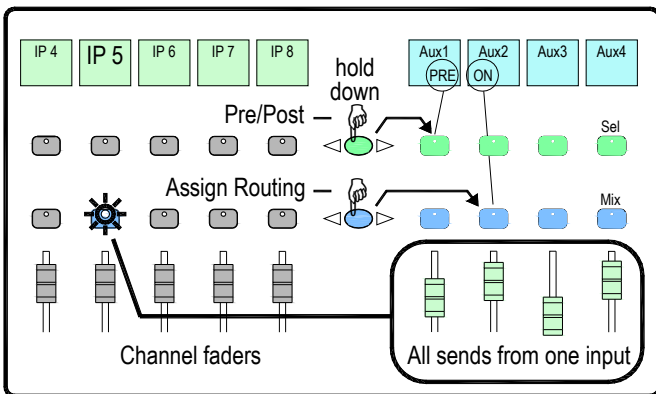 IP 4 IP 5 IP 6 IP 7 IP 8 Aux1 Aux2 Aux3 Aux4
PRE ON
hold
down
Pre/Post
Sel
Assign Routing
Mix
Channel faders All sends from one input